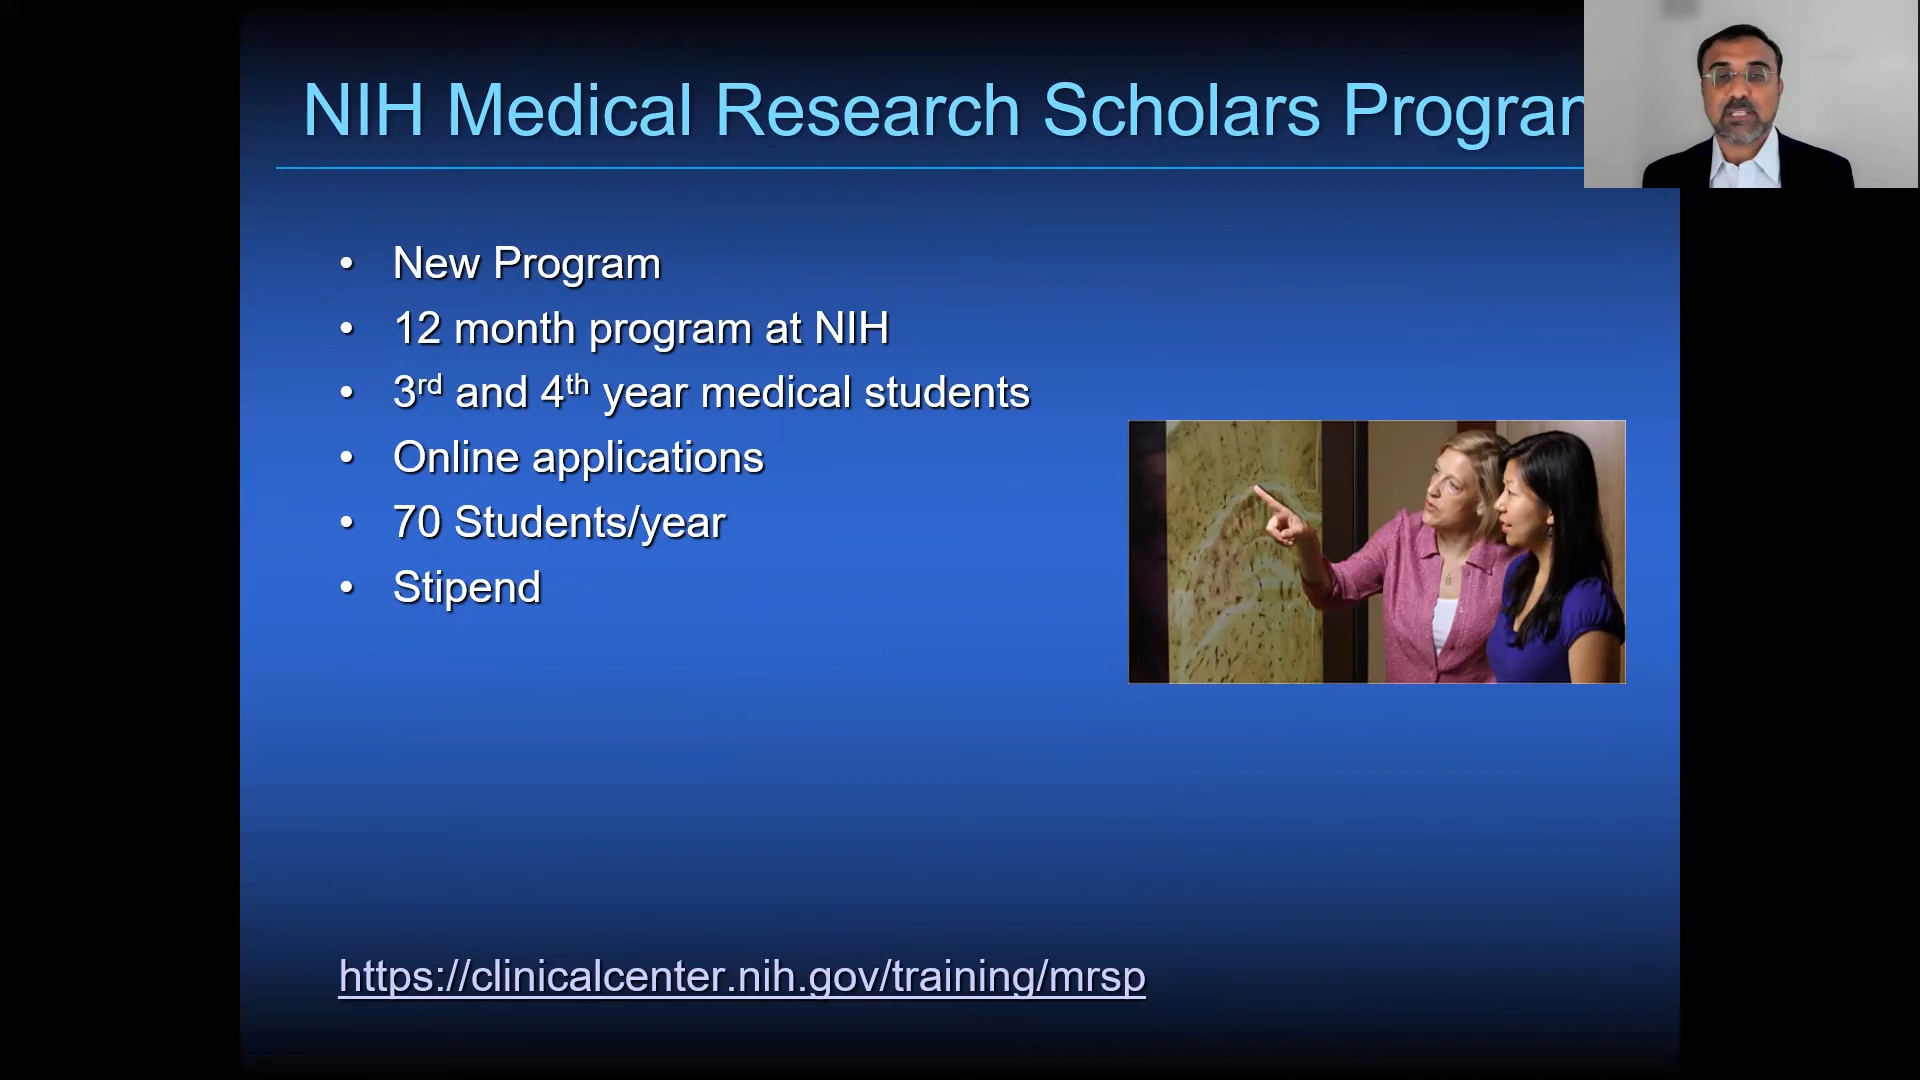 NIH Medical Research Scholars Program
• New Program
• 12 month program at NIH
• 3rd and 4th year medical students
• Online applications
• 70 Students/year
• Stipend
https://clinicalcenter.nih.gov/training/mrsp